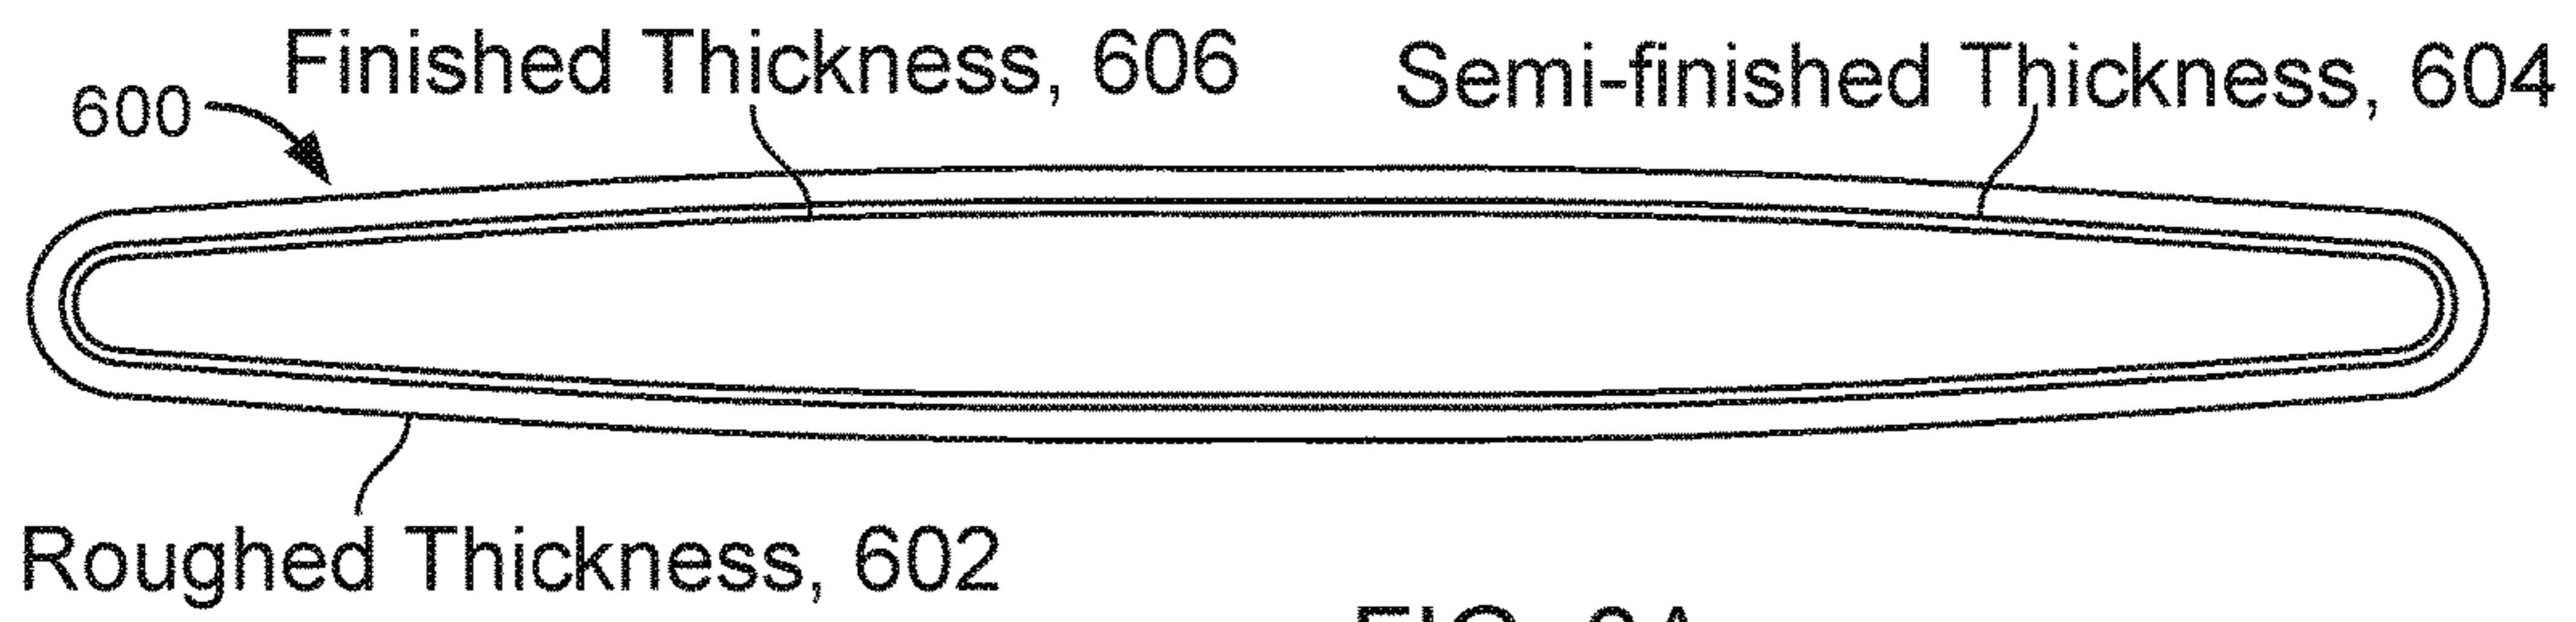 Finished Thickness, 606
Semi-finished Thickness, 604
600
Roughed Thickness, 602